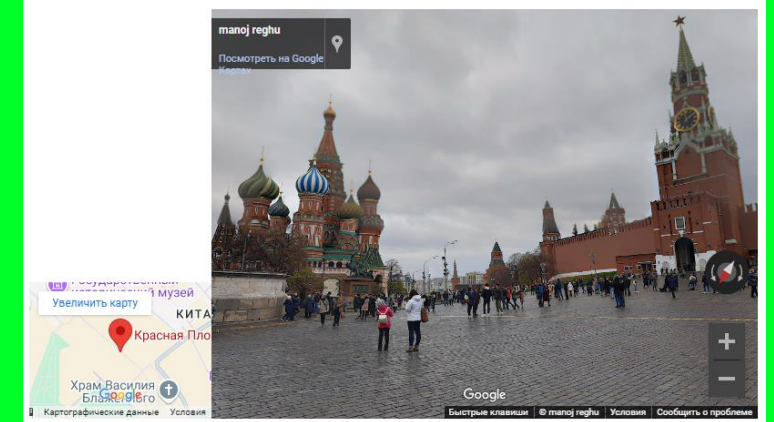 manoj reghu
Посмотреть на Google
Картах
Государственный
исторический музей
Увеличить карту
КИТА
Красная Пло
Храм Василия
Блаженного
Google
Картографические данные Условия
Google
Быстрые клавиши © manoj reghu Условия Сообщить о проблеме